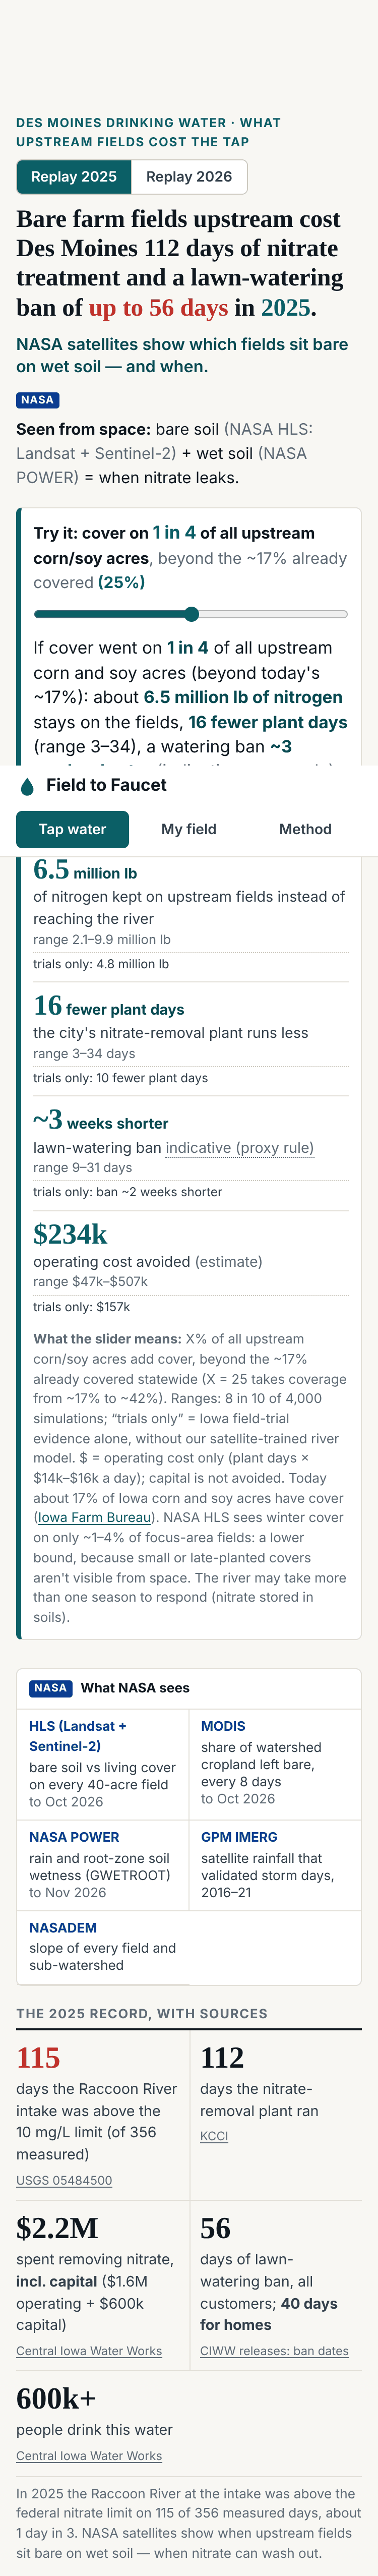 DES MOINES DRINKING WATER · WHAT
UPSTREAM FIELDS COST THE TAP
Replay 2025
Replay 2026
Bare farm fields upstream cost
Des Moines 112 days of nitrate
treatment and a lawn-watering
ban of up to 56 days in 2025.
NASA satellites show which fields sit bare
on wet soil — and when.
NASA
Seen from space: bare soil (NASA HLS:
Landsat + Sentinel-2) + wet soil (NASA
POWER) = when nitrate leaks.
Try it: cover on 1 in 4 of all upstream
corn/soy acres, beyond the ~17% already
covered (25%)
If cover went on 1 in 4 of all upstream
corn and soy acres (beyond today's
~17%): about 6.5 million lb of nitrogen
stays on the fields, 16 fewer plant days
(range 3–34), a watering ban ~3
Field to Faucet
Tap water
My field
Method
6.5 million lb
of nitrogen kept on upstream fields instead of
reaching the river
range 2.1–9.9 million lb
trials only: 4.8 million lb
16 fewer plant days
the city's nitrate-removal plant runs less
range 3–34 days
trials only: 10 fewer plant days
~3 weeks shorter
lawn-watering ban indicative (proxy rule)
range 9–31 days
trials only: ban ~2 weeks shorter
$234k
operating cost avoided (estimate)
range $47k–$507k
trials only: $157k
What the slider means: X% of all upstream
corn/soy acres add cover, beyond the ~17%
already covered statewide (X = 25 takes coverage
from ~17% to ~42%). Ranges: 8 in 10 of 4,000
simulations; “trials only” = Iowa field-trial
evidence alone, without our satellite-trained river
model. $ = operating cost only (plant days ×
$14k–$16k a day); capital is not avoided. Today
about 17% of Iowa corn and soy acres have cover
(Iowa Farm Bureau). NASA HLS sees winter cover
on only ~1–4% of focus-area fields: a lower
bound, because small or late-planted covers
aren't visible from space. The river may take more
than one season to respond (nitrate stored in
soils).
NASA What NASA sees
HLS (Landsat +
Sentinel-2)
bare soil vs living cover
on every 40-acre field
to Oct 2026
MODIS
share of watershed
cropland left bare,
every 8 days
to Oct 2026
NASA POWER
rain and root-zone soil
wetness (GWETROOT)
to Nov 2026
GPM IMERG
satellite rainfall that
validated storm days,
2016–21
NASADEM
slope of every field and
sub-watershed
THE 2025 RECORD, WITH SOURCES
115
days the Raccoon River
intake was above the
10 mg/L limit (of 356
measured)
USGS 05484500
112
days the nitrate-
removal plant ran
KCCI
$2.2M
spent removing nitrate,
incl. capital ($1.6M
operating + $600k
capital)
Central Iowa Water Works
56
days of lawn-
watering ban, all
customers; 40 days
for homes
CIWW releases: ban dates
600k+
people drink this water
Central Iowa Water Works
In 2025 the Raccoon River at the intake was above the
federal nitrate limit on 115 of 356 measured days, about
1 day in 3. NASA satellites show when upstream fields
sit bare on wet soil — when nitrate can wash out.